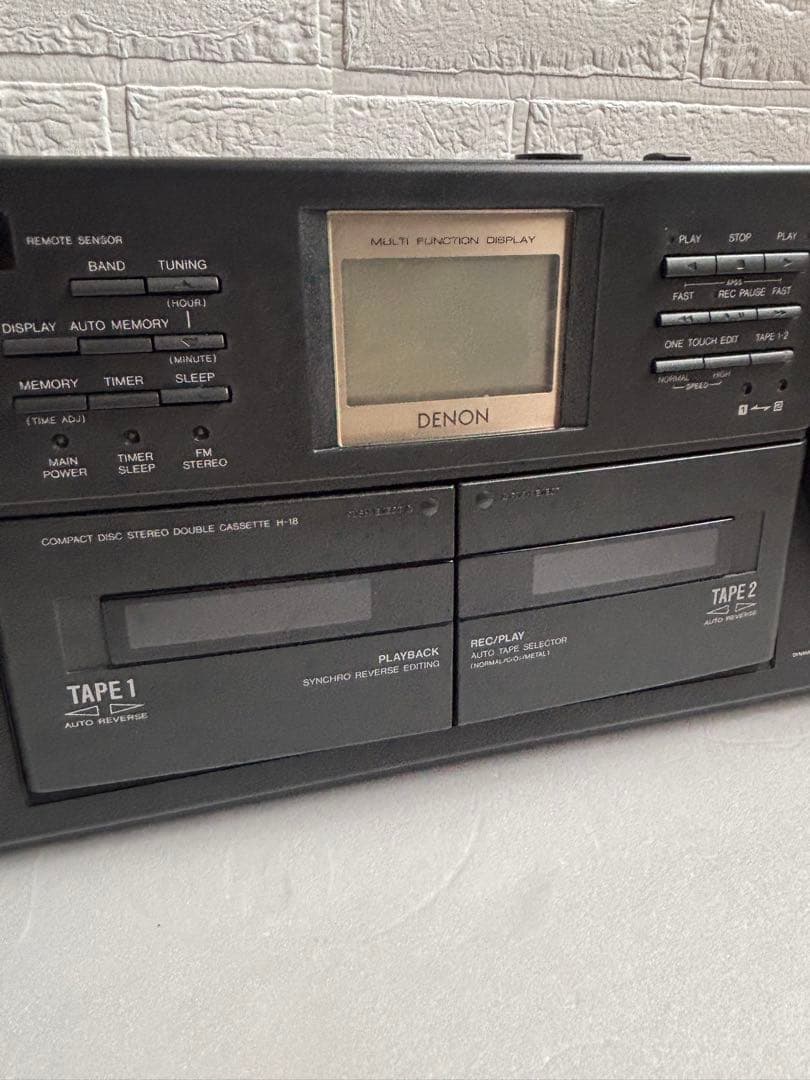 REMOTE SENSOR
BAND TUNING
(HOUR)
DISPLAY AUTO MEMORY
(MINUTE)
MEMORY TIMER SLEEP
(TIME ADJ)
MAIN POWER
TIMER SLEEP
FM STEREO
MULTI FUNCTION DISPLAY
DENON
PLAY STOP PLAY
FAST REC PAUSE FAST
ONE TOUCH EDIT TAPE 1-2
NORMAL HIGH
SPEED
1 2
COMPACT DISC STEREO DOUBLE CASSETTE H-18
PLAYBACK
SYNCHRO REVERSE EDITING
TAPE 1
AUTO REVERSE
REC/PLAY
AUTO TAPE SELECTOR
TAPE 2
AUTO REVERSE